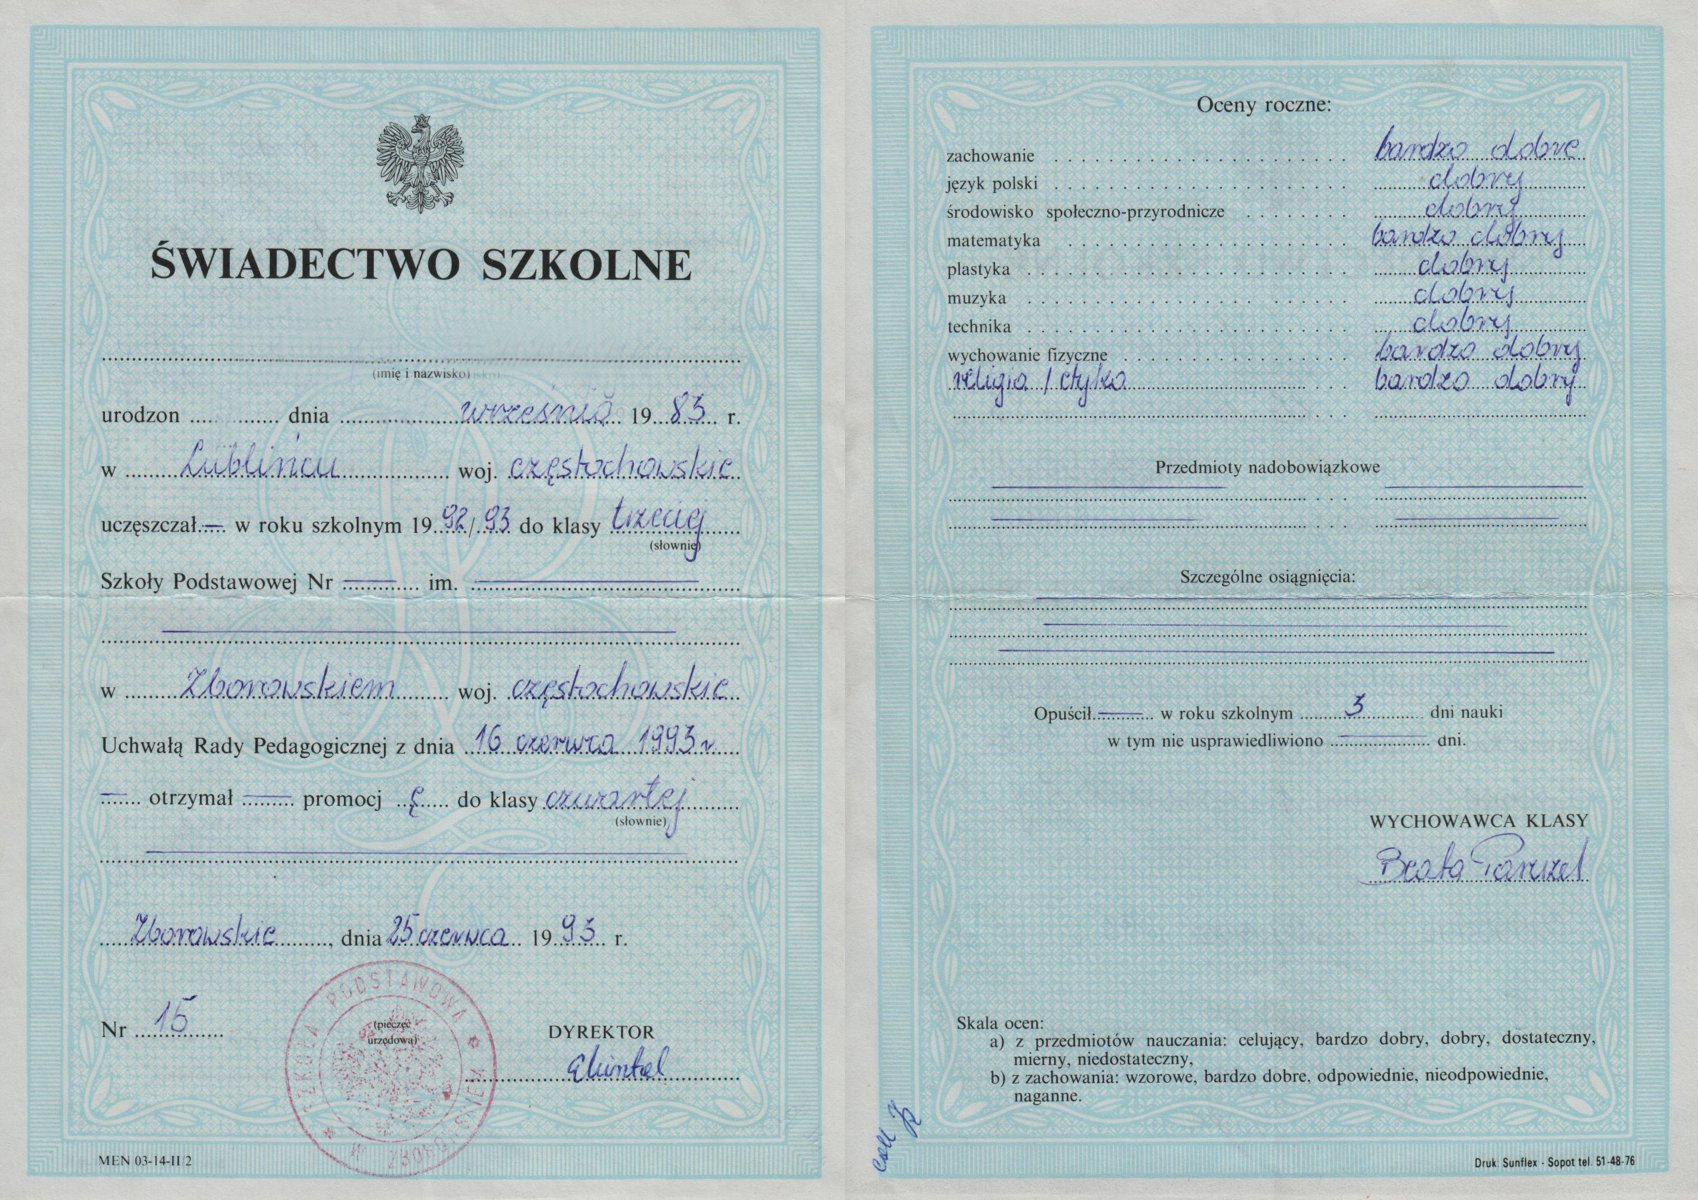 ŚWIADECTWO SZKOLNE
(imię i nazwisko)
urodzon ........ dnia ........ września 1983 r.
w Lublińcu woj. częstochowskie
uczęszczał — w roku szkolnym 1992/93 do klasy trzeciej
(słownie)
Szkoły Podstawowej Nr — im. —
w Zborowskiem woj. częstochowskie
Uchwałą Rady Pedagogicznej z dnia 16 czerwca 1993 r
— otrzymał — promocj ę do klasy czwartej
(słownie)
Zborowskie, dnia 25 czerwca 1993 r.
Nr 15
(pieczęć
urzędowa)
DYREKTOR
SZKOŁA PODSTAWOWA * W ZBOROWSKIEM *
MEN 03-14-II/2
Oceny roczne:
zachowanie bardzo dobre
język polski dobry
środowisko społeczno-przyrodnicze dobry
matematyka bardzo dobry
plastyka dobry
muzyka dobry
technika dobry
wychowanie fizyczne bardzo dobry
religia / etyka bardzo dobry
Przedmioty nadobowiązkowe
Szczególne osiągnięcia:
Opuścił — w roku szkolnym 3 dni nauki
w tym nie usprawiedliwiono — dni.
WYCHOWAWCA KLASY
Beata
Skala ocen:
a) z przedmiotów nauczania: celujący, bardzo dobry, dobry, dostateczny,
mierny, niedostateczny,
b) z zachowania: wzorowe, bardzo dobre, odpowiednie, nieodpowiednie,
naganne.
Druk: Sunflex - Sopot tel. 51-48-76